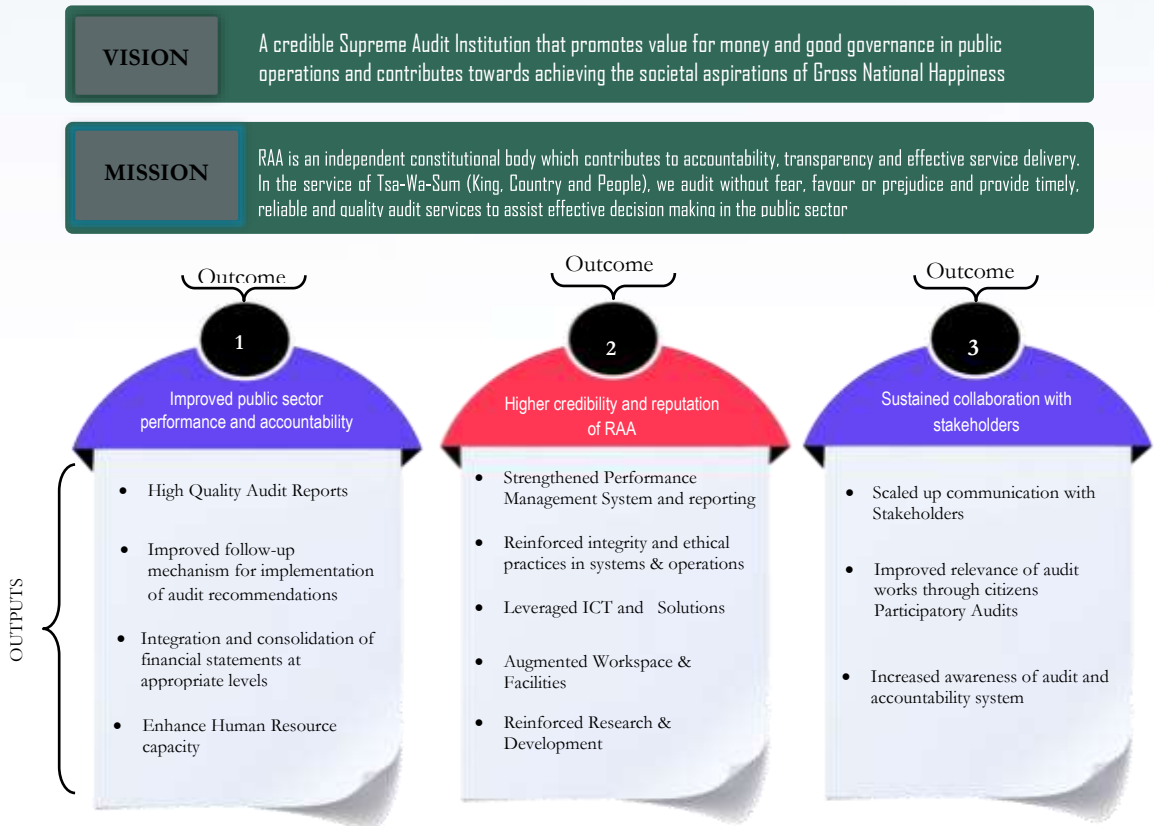 VISION
A credible Supreme Audit Institution that promotes value for money and good governance in public
operations and contributes towards achieving the societal aspirations of Gross National Happiness
MISSION
RAA is an independent constitutional body which contributes to accountability, transparency and effective service delivery.
In the service of Tsa-Wa-Sum (King, Country and People), we audit without fear, favour or prejudice and provide timely,
reliable and quality audit services to assist effective decision making in the public sector
Outcome
1
Improved public sector
performance and accountability
• High Quality Audit Reports
• Improved follow-up
mechanism for implementation
of audit recommendations
• Integration and consolidation of
financial statements at
appropriate levels
• Enhance Human Resource
capacity
Outcome
2
Higher credibility and reputation
of RAA
• Strengthened Performance
Management System and reporting
• Reinforced integrity and ethical
practices in systems & operations
• Leveraged ICT and Solutions
• Augmented Workspace &
Facilities
• Reinforced Research &
Development
Outcome
3
Sustained collaboration with
stakeholders
• Scaled up communication with
Stakeholders
• Improved relevance of audit
works through citizens
Participatory Audits
• Increased awareness of audit and
accountability system
OUTPUTS